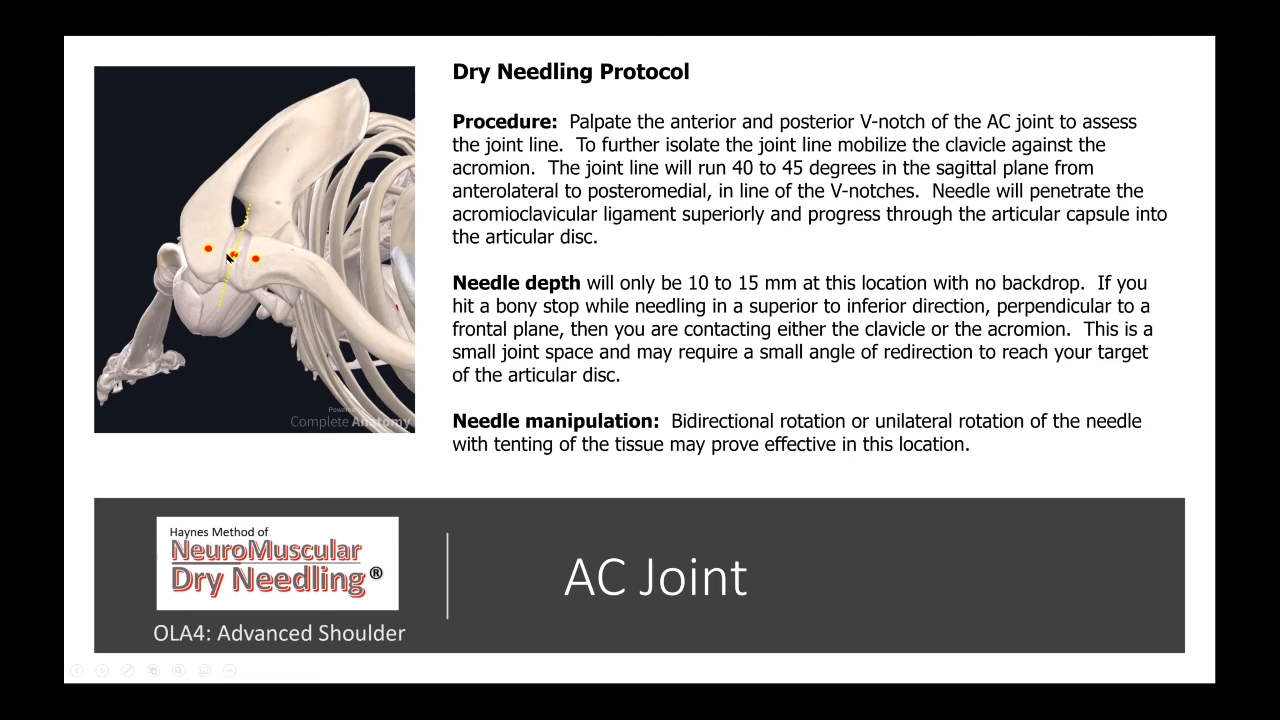 Dry Needling Protocol
Procedure: Palpate the anterior and posterior V-notch of the AC joint to assess
the joint line. To further isolate the joint line mobilize the clavicle against the
acromion. The joint line will run 40 to 45 degrees in the sagittal plane from
anterolateral to posteromedial, in line of the V-notches. Needle will penetrate the
acromioclavicular ligament superiorly and progress through the articular capsule into
the articular disc.
Needle depth will only be 10 to 15 mm at this location with no backdrop. If you
hit a bony stop while needling in a superior to inferior direction, perpendicular to a
frontal plane, then you are contacting either the clavicle or the acromion. This is a
small joint space and may require a small angle of redirection to reach your target
of the articular disc.
Needle manipulation: Bidirectional rotation or unilateral rotation of the needle
with tenting of the tissue may prove effective in this location.
Complete Anatomy
Haynes Method of
NeuroMuscular
Dry Needling®
OLA4: Advanced Shoulder
AC Joint